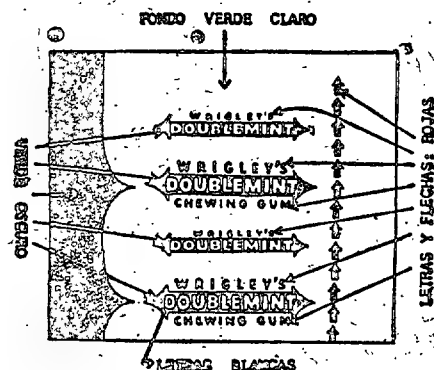 FONDO VERDE CLARO
WRIGLEY'S
DOUBLEMINT
WRIGLEY'S
DOUBLEMINT
CHEWING GUM
WRIGLEY'S
DOUBLEMINT
WRIGLEY'S
DOUBLEMINT
CHEWING GUM
VERDE OSCURO
LETRAS Y FLECHAS: ROJAS
LETRAS BLANCAS